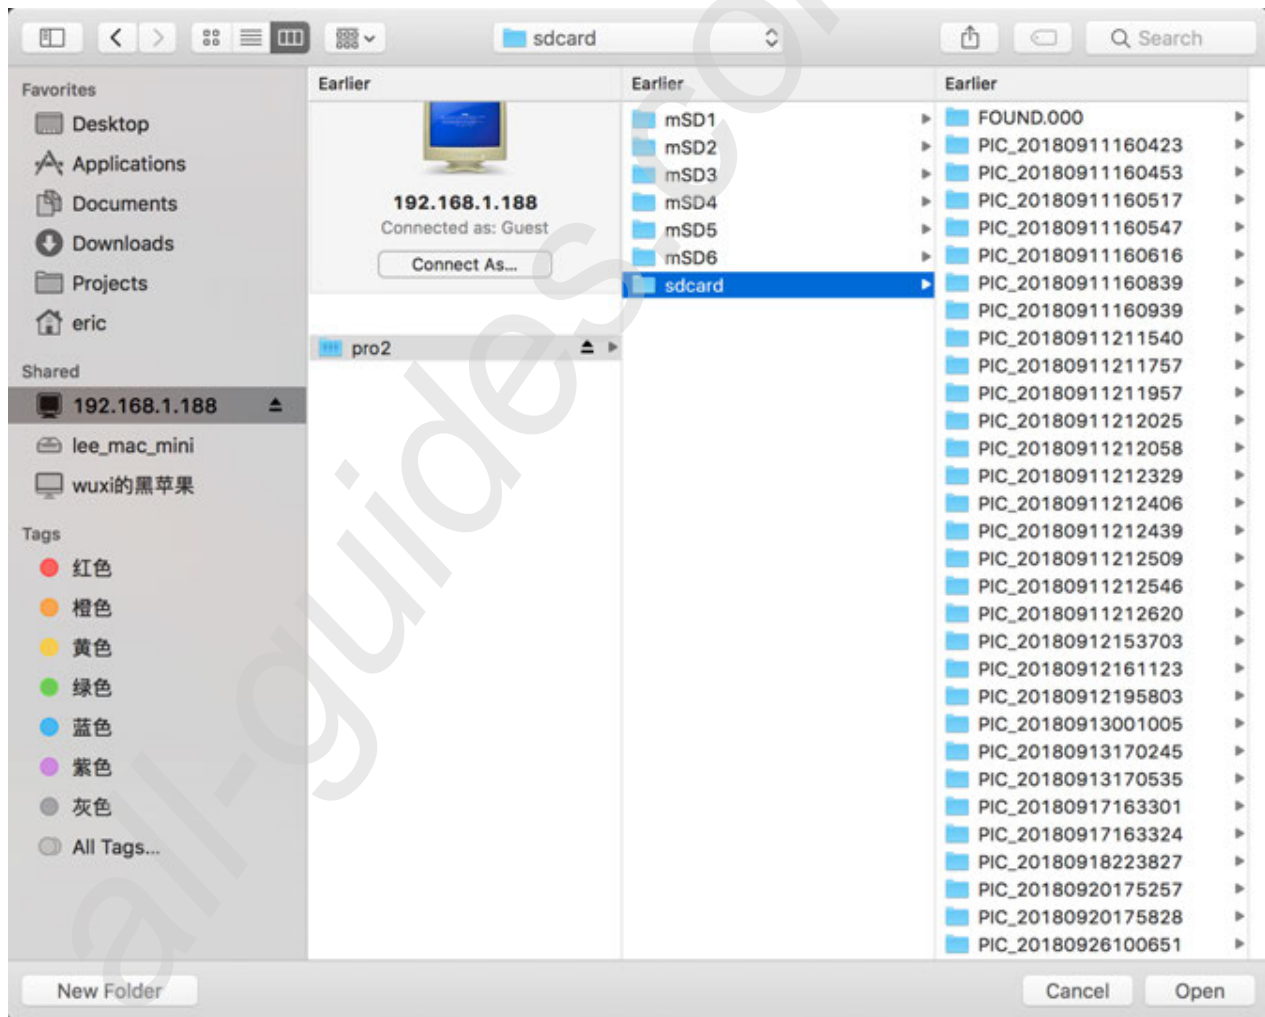 sdcard
Search
Favorites
Desktop
Applications
Documents
Downloads
Projects
eric
Shared
192.168.1.188
lee_mac_mini
wuxi的黑苹果
Tags
红色
橙色
黄色
绿色
蓝色
紫色
灰色
All Tags...
Earlier
192.168.1.188
Connected as: Guest
Connect As...
pro2
Earlier
mSD1
mSD2
mSD3
mSD4
mSD5
mSD6
sdcard
Earlier
FOUND.000
PIC_20180911160423
PIC_20180911160453
PIC_20180911160517
PIC_20180911160547
PIC_20180911160616
PIC_20180911160839
PIC_20180911160939
PIC_20180911211540
PIC_20180911211757
PIC_20180911211957
PIC_20180911212025
PIC_20180911212058
PIC_20180911212329
PIC_20180911212406
PIC_20180911212439
PIC_20180911212509
PIC_20180911212546
PIC_20180911212620
PIC_20180912153703
PIC_20180912161123
PIC_20180912195803
PIC_20180913001005
PIC_20180913170245
PIC_20180913170535
PIC_20180917163301
PIC_20180917163324
PIC_20180918223827
PIC_20180920175257
PIC_20180920175828
PIC_20180926100651
New Folder
Cancel
Open
all-guides.co